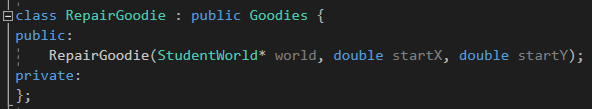 class RepairGoodie : public Goodies {
public:
    RepairGoodie(StudentWorld* world, double startX, double startY);
private:
};